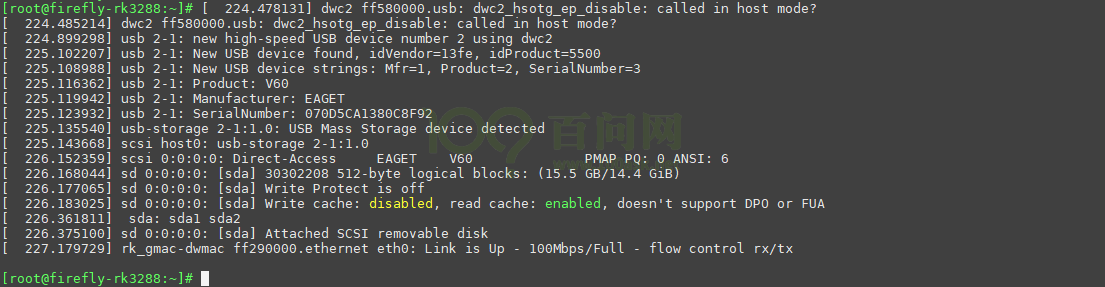 [root@firefly-rk3288:~]# [  224.478131] dwc2 ff580000.usb: dwc2_hsotg_ep_disable: called in host mode?
[  224.485214] dwc2 ff580000.usb: dwc2_hsotg_ep_disable: called in host mode?
[  224.899298] usb 2-1: new high-speed USB device number 2 using dwc2
[  225.102207] usb 2-1: New USB device found, idVendor=13fe, idProduct=5500
[  225.108988] usb 2-1: New USB device strings: Mfr=1, Product=2, SerialNumber=3
[  225.116362] usb 2-1: Product: V60
[  225.119942] usb 2-1: Manufacturer: EAGET
[  225.123932] usb 2-1: SerialNumber: 070D5CA1380C8F92
[  225.135540] usb-storage 2-1:1.0: USB Mass Storage device detected
[  225.143668] scsi host0: usb-storage 2-1:1.0
[  226.152359] scsi 0:0:0:0: Direct-Access     EAGET    V60              PMAP PQ: 0 ANSI: 6
[  226.168044] sd 0:0:0:0: [sda] 30302208 512-byte logical blocks: (15.5 GB/14.4 GiB)
[  226.177065] sd 0:0:0:0: [sda] Write Protect is off
[  226.183025] sd 0:0:0:0: [sda] Write cache: disabled, read cache: enabled, doesn't support DPO or FUA
[  226.361811]  sda: sda1 sda2
[  226.375100] sd 0:0:0:0: [sda] Attached SCSI removable disk
[  227.179729] rk_gmac-dwmac ff290000.ethernet eth0: Link is Up - 100Mbps/Full - flow control rx/tx
[root@firefly-rk3288:~]#
100 百问网